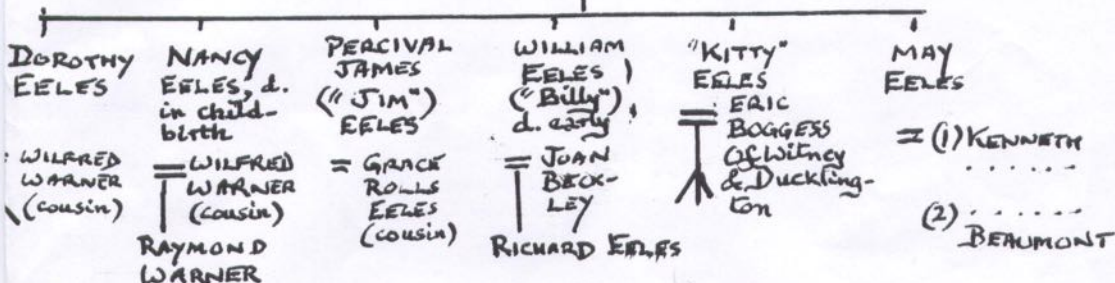 DOROTHY
EELES
: WILFRED
WARNER
(cousin)
NANCY
EELES, d.
in child-
birth
= WILFRED
WARNER
(cousin)
RAYMOND
WARNER
PERCIVAL
JAMES
("JIM")
EELES
= GRACE
ROLLS
EELES
(cousin)
WILLIAM
EELES
("Billy"),
d. early
= JOAN
BECK-
LEY
RICHARD EELES
"KITTY"
EELES
= ERIC
BOGGESS
of Witney
& Duckling-
ton
MAY
EELES
= (1) KENNETH
......
(2) ......
BEAUMONT